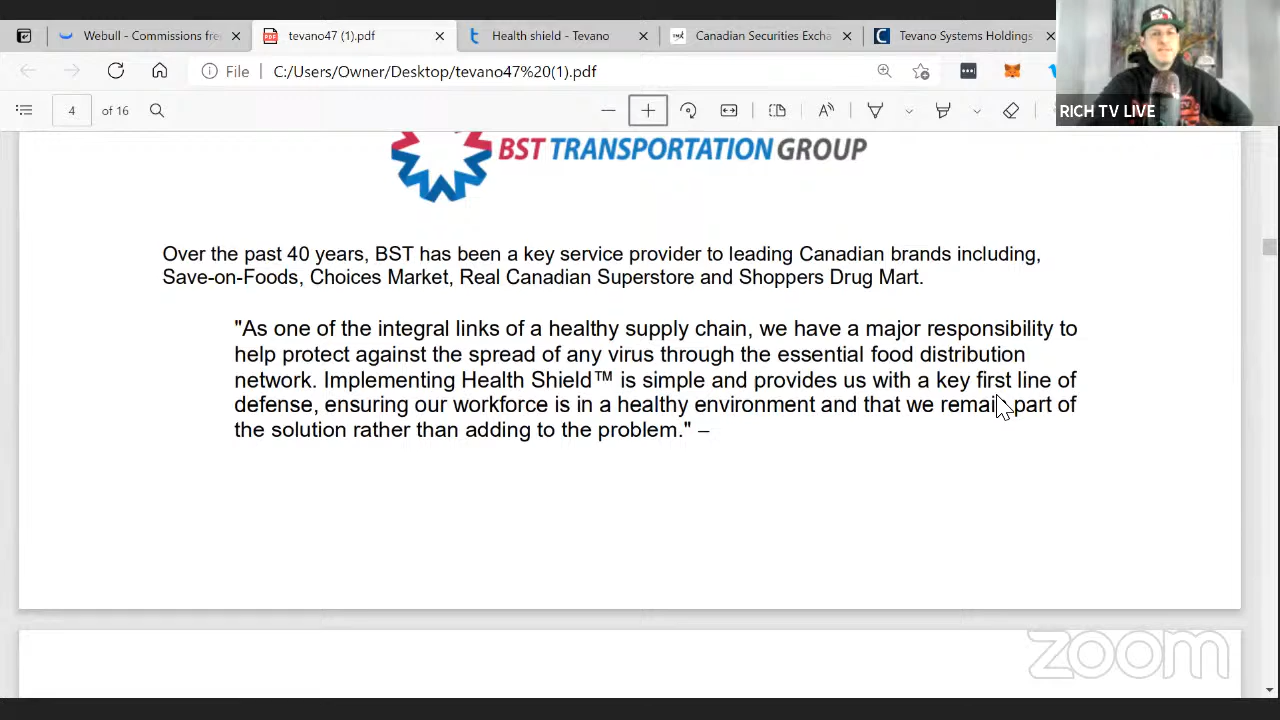 Webull - Commissions fre
tevano47 (1).pdf
Health shield - Tevano
Canadian Securities Excha
Tevano Systems Holdings
File
C:/Users/Owner/Desktop/tevano47%20(1).pdf
4 of 16
RICH TV LIVE
BST TRANSPORTATION GROUP
Over the past 40 years, BST has been a key service provider to leading Canadian brands including,
Save-on-Foods, Choices Market, Real Canadian Superstore and Shoppers Drug Mart.
"As one of the integral links of a healthy supply chain, we have a major responsibility to
help protect against the spread of any virus through the essential food distribution
network. Implementing Health Shield™ is simple and provides us with a key first line of
defense, ensuring our workforce is in a healthy environment and that we remain part of
the solution rather than adding to the problem." –
zoom